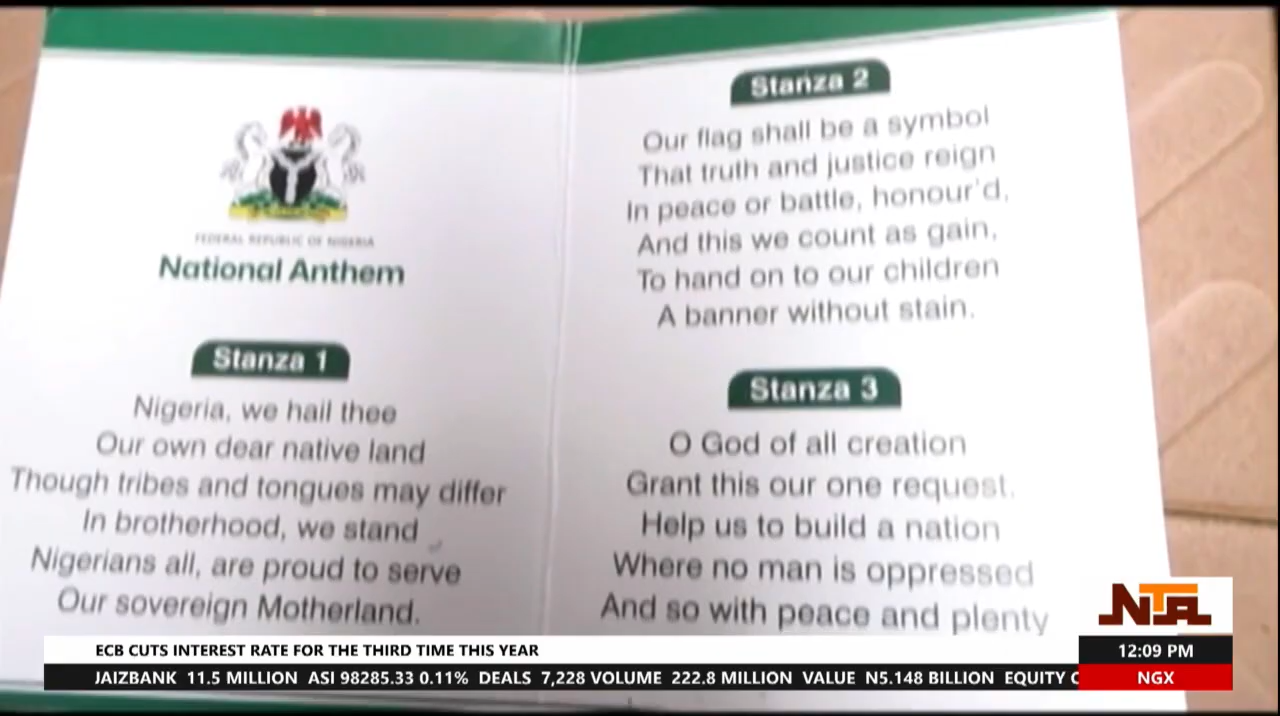 FEDERAL REPUBLIC OF NIGERIA
National Anthem
Stanza 1
Nigeria, we hail thee
Our own dear native land
Though tribes and tongues may differ
In brotherhood, we stand
Nigerians all, are proud to serve
Our sovereign Motherland.
Stanza 2
Our flag shall be a symbol
That truth and justice reign
In peace or battle, honour'd,
And this we count as gain,
To hand on to our children
A banner without stain.
Stanza 3
O God of all creation
Grant this our one request.
Help us to build a nation
Where no man is oppressed
And so with peace and plenty
NTA
ECB CUTS INTEREST RATE FOR THE THIRD TIME THIS YEAR
12:09 PM
JAIZBANK 11.5 MILLION ASI 98285.33 0.11% DEALS 7,228 VOLUME 222.8 MILLION VALUE N5.148 BILLION EQUITY
NGX